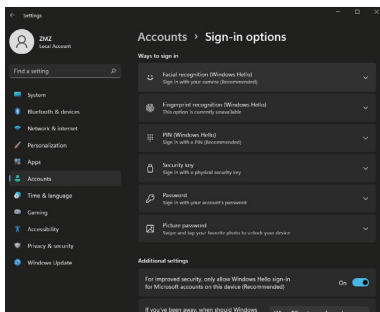 Settings
ZMZ
Local Account
Find a setting
System
Bluetooth & devices
Network & internet
Personalization
Apps
Accounts
Time & language
Gaming
Accessibility
Privacy & security
Windows Update
Accounts > Sign-in options
Ways to sign in
Facial recognition (Windows Hello)
Sign in with your camera (Recommended)
Fingerprint recognition (Windows Hello)
This option is currently unavailable
PIN (Windows Hello)
Sign in with a PIN (Recommended)
Security key
Sign in with a physical security key
Password
Sign in with your account's password
Picture password
Swipe and tap your favorite photo to unlock your device
Additional settings
For improved security, only allow Windows Hello sign-in
for Microsoft accounts on this device (Recommended)
On
If you've been away, when should Windows